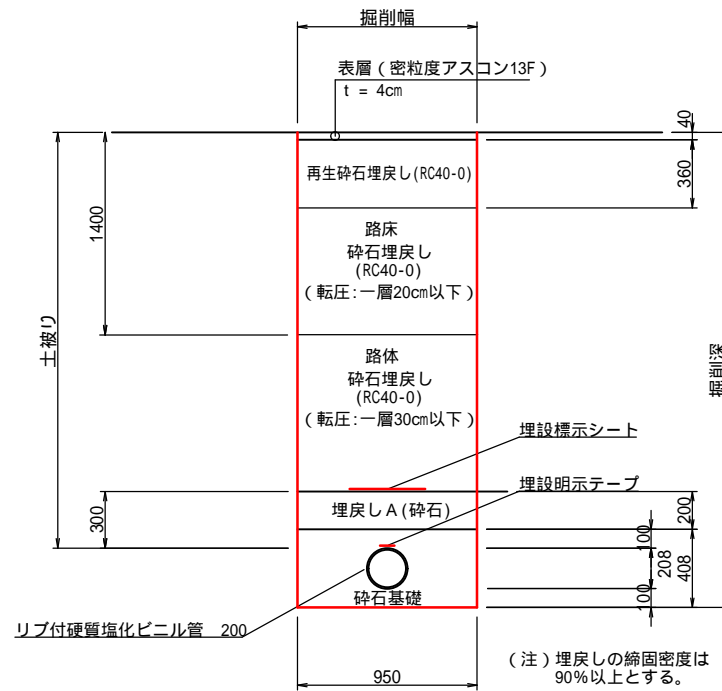 掘削幅
表層(密粒度アスコン13F)
t = 4cm
40
再生砕石埋戻し(RC40-0)
360
1400
路床
砕石埋戻し
(RC40-0)
(転圧:一層20cm以下)
土被り
掘削深
路体
砕石埋戻し
(RC40-0)
(転圧:一層30cm以下)
埋設標示シート
埋設明示テープ
300
埋戻しA(砕石)
200
100
208
408
100
砕石基礎
リブ付硬質塩化ビニル管 200
950
(注)埋戻しの締固密度は
90%以上とする。